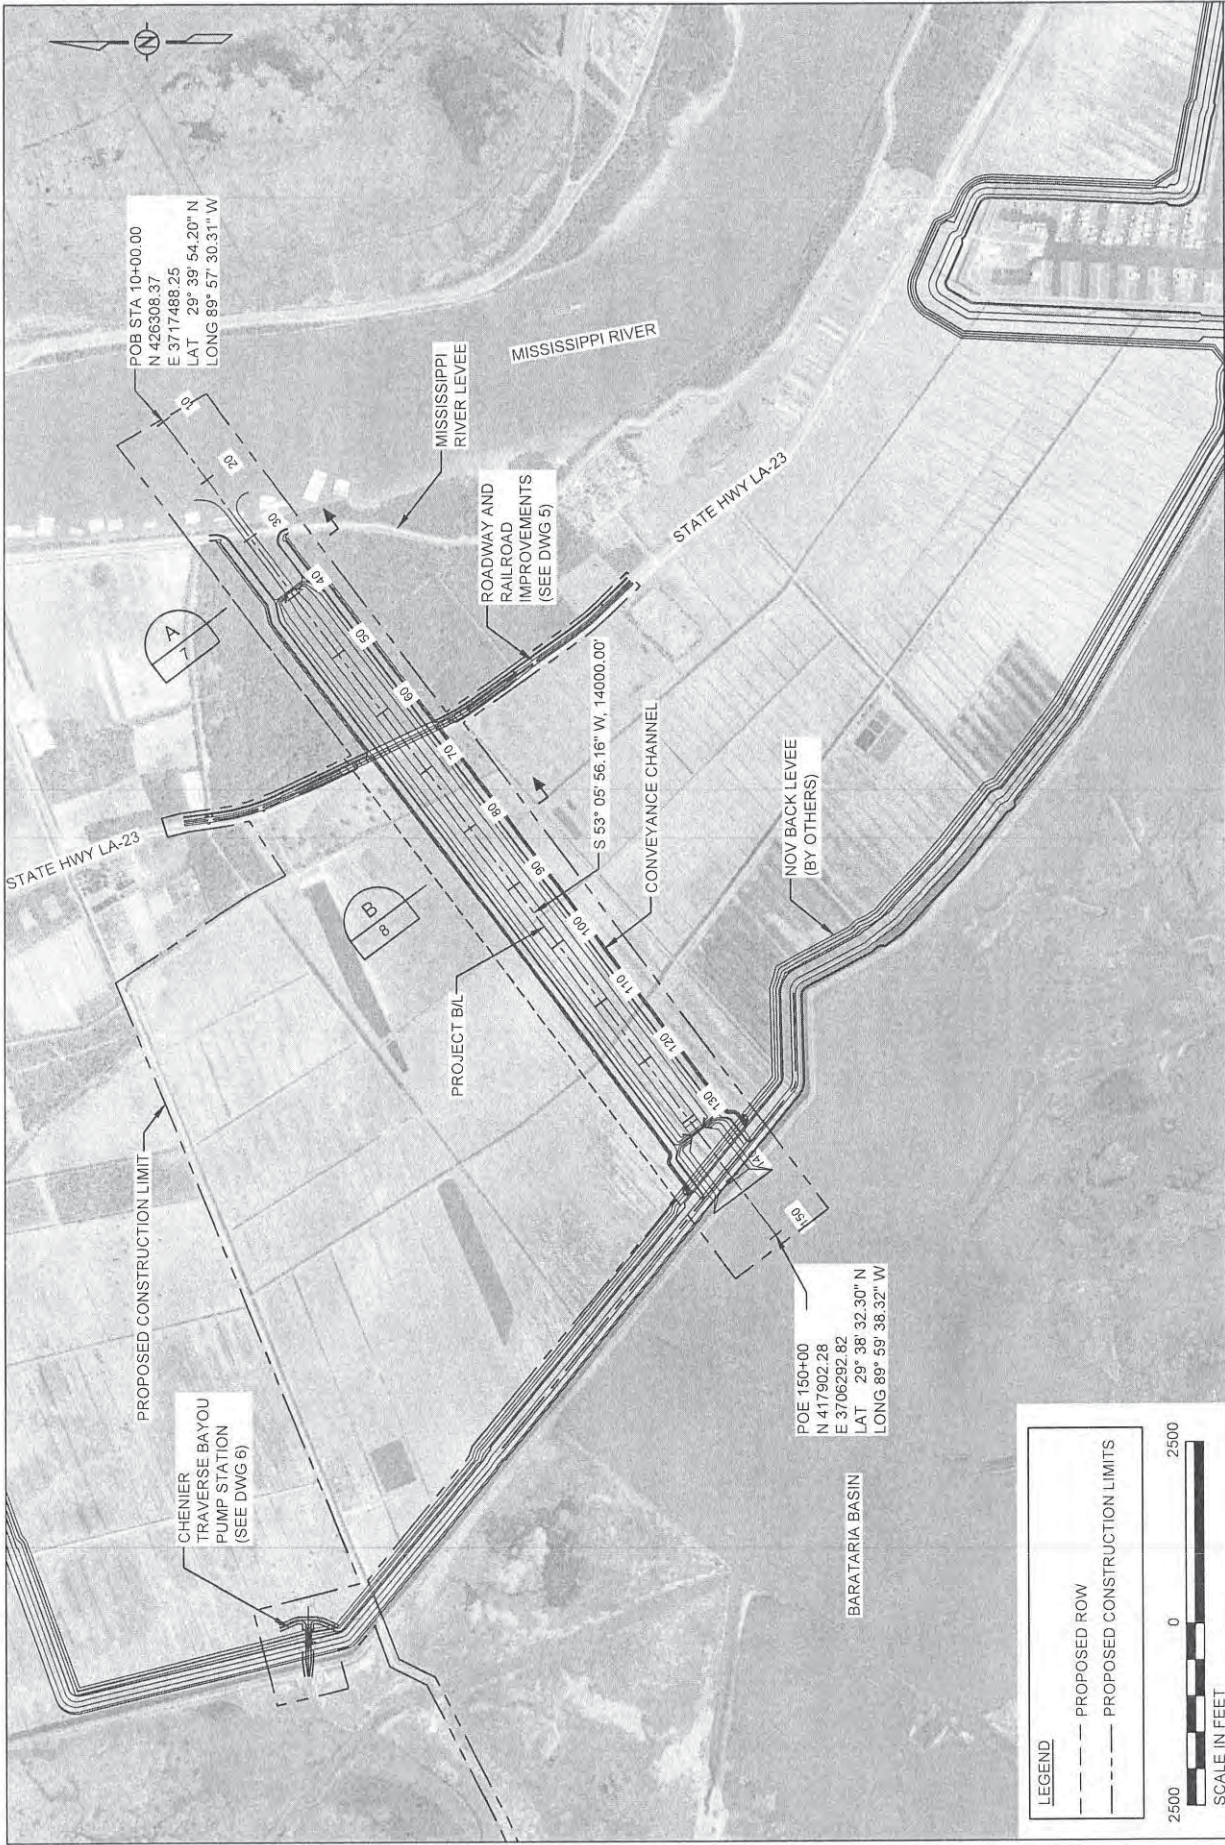 N
POB STA 10+00.00
N 426308.37
E 3717488.25
LAT 29° 39' 54.20" N
LONG 89° 57' 30.31" W
MISSISSIPPI RIVER
MISSISSIPPI
RIVER LEVEE
ROADWAY AND
RAILROAD
IMPROVEMENTS
(SEE DWG 5)
STATE HWY LA-23
STATE HWY LA-23
A
7
B
8
10
20
30
40
50
60
70
80
90
100
110
120
130
140
150
S 53° 05' 56.16" W, 14000.00'
CONVEYANCE CHANNEL
PROJECT B/L
NOV BACK LEVEE
(BY OTHERS)
PROPOSED CONSTRUCTION LIMIT
CHENIER
TRAVERSE BAYOU
PUMP STATION
(SEE DWG 6)
POE 150+00
N 417902.28
E 3706292.82
LAT 29° 38' 32.30" N
LONG 89° 59' 38.32" W
BARATARIA BASIN
LEGEND
PROPOSED ROW
PROPOSED CONSTRUCTION LIMITS
2500
0
2500
SCALE IN FEET